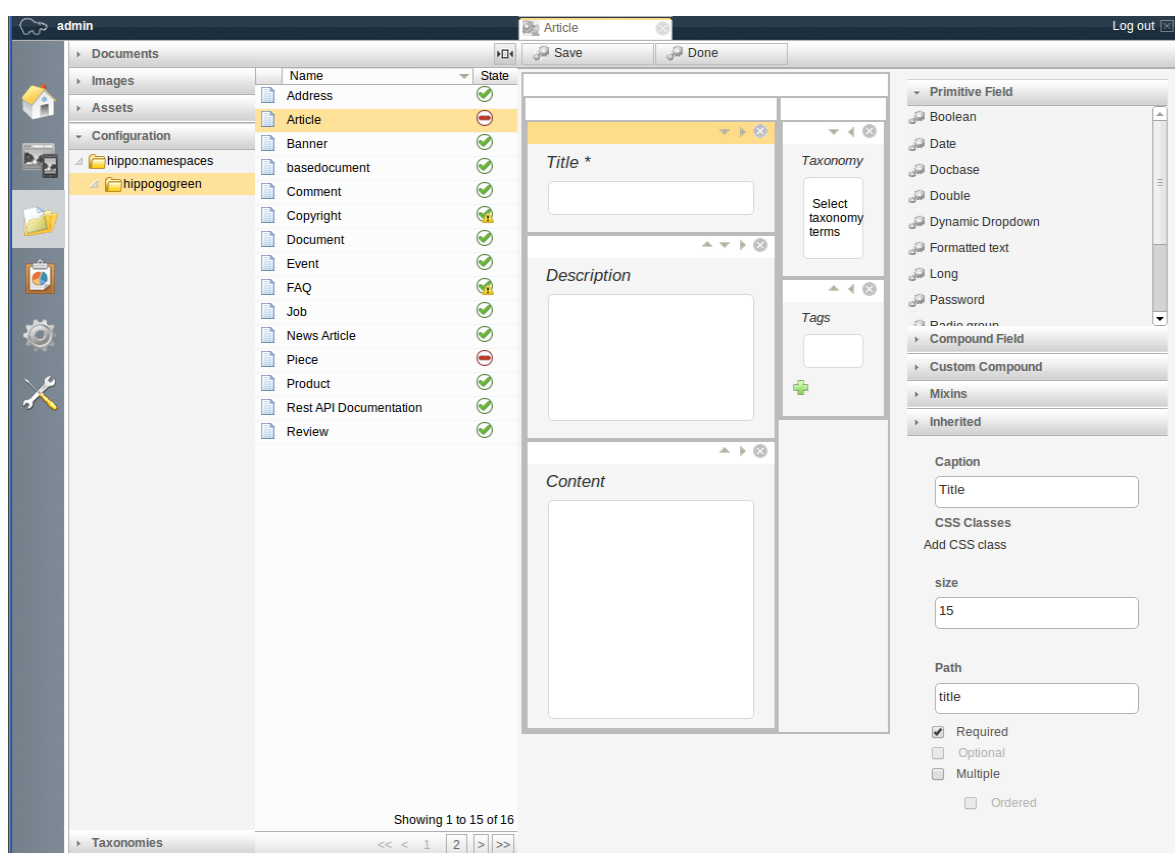 admin
Article
Log out
Documents
Save
Done
Images
Assets
Configuration
hippo:namespaces
hippogogreen
Taxonomies
Name State
Address
Article
Banner
basedocument
Comment
Copyright
Document
Event
FAQ
Job
News Article
Piece
Product
Rest API Documentation
Review
Showing 1 to 15 of 16
<< < 1 2 > >>
Title *
Description
Content
Taxonomy
Select
taxonomy
terms
Tags
Primitive Field
Boolean
Date
Docbase
Double
Dynamic Dropdown
Formatted text
Long
Password
Radio group
Compound Field
Custom Compound
Mixins
Inherited
Caption
Title
CSS Classes
Add CSS class
size
15
Path
title
Required
Optional
Multiple
Ordered